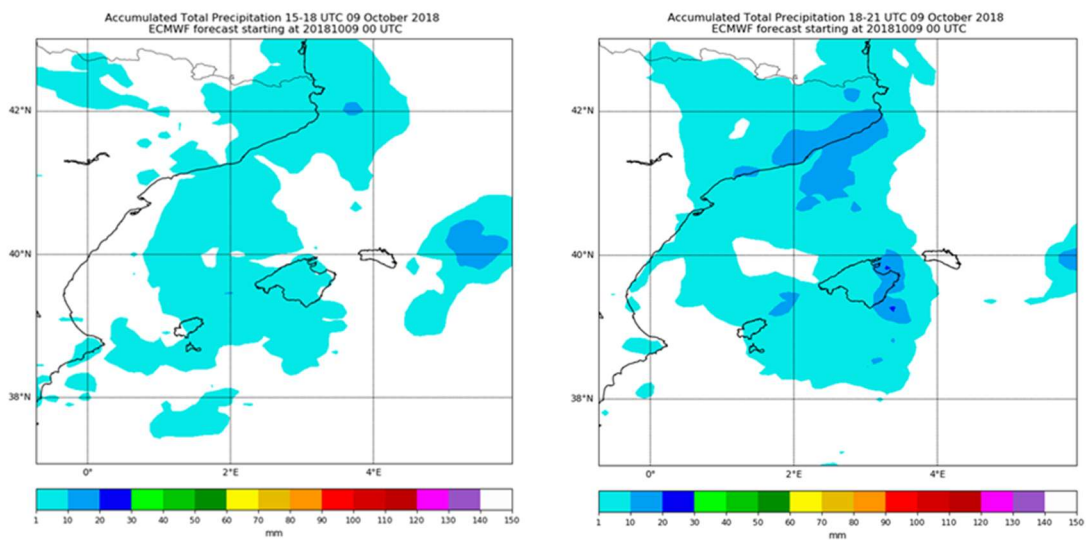 Accumulated Total Precipitation 15-18 UTC 09 October 2018
ECMWF forecast starting at 20181009 00 UTC
42°N
40°N
38°N
0°
2°E
4°E
1 10 20 30 40 50 60 70 80 90 100 110 120 130 140 150
mm
Accumulated Total Precipitation 18-21 UTC 09 October 2018
ECMWF forecast starting at 20181009 00 UTC
42°N
40°N
38°N
0°
2°E
4°E
1 10 20 30 40 50 60 70 80 90 100 110 120 130 140 150
mm